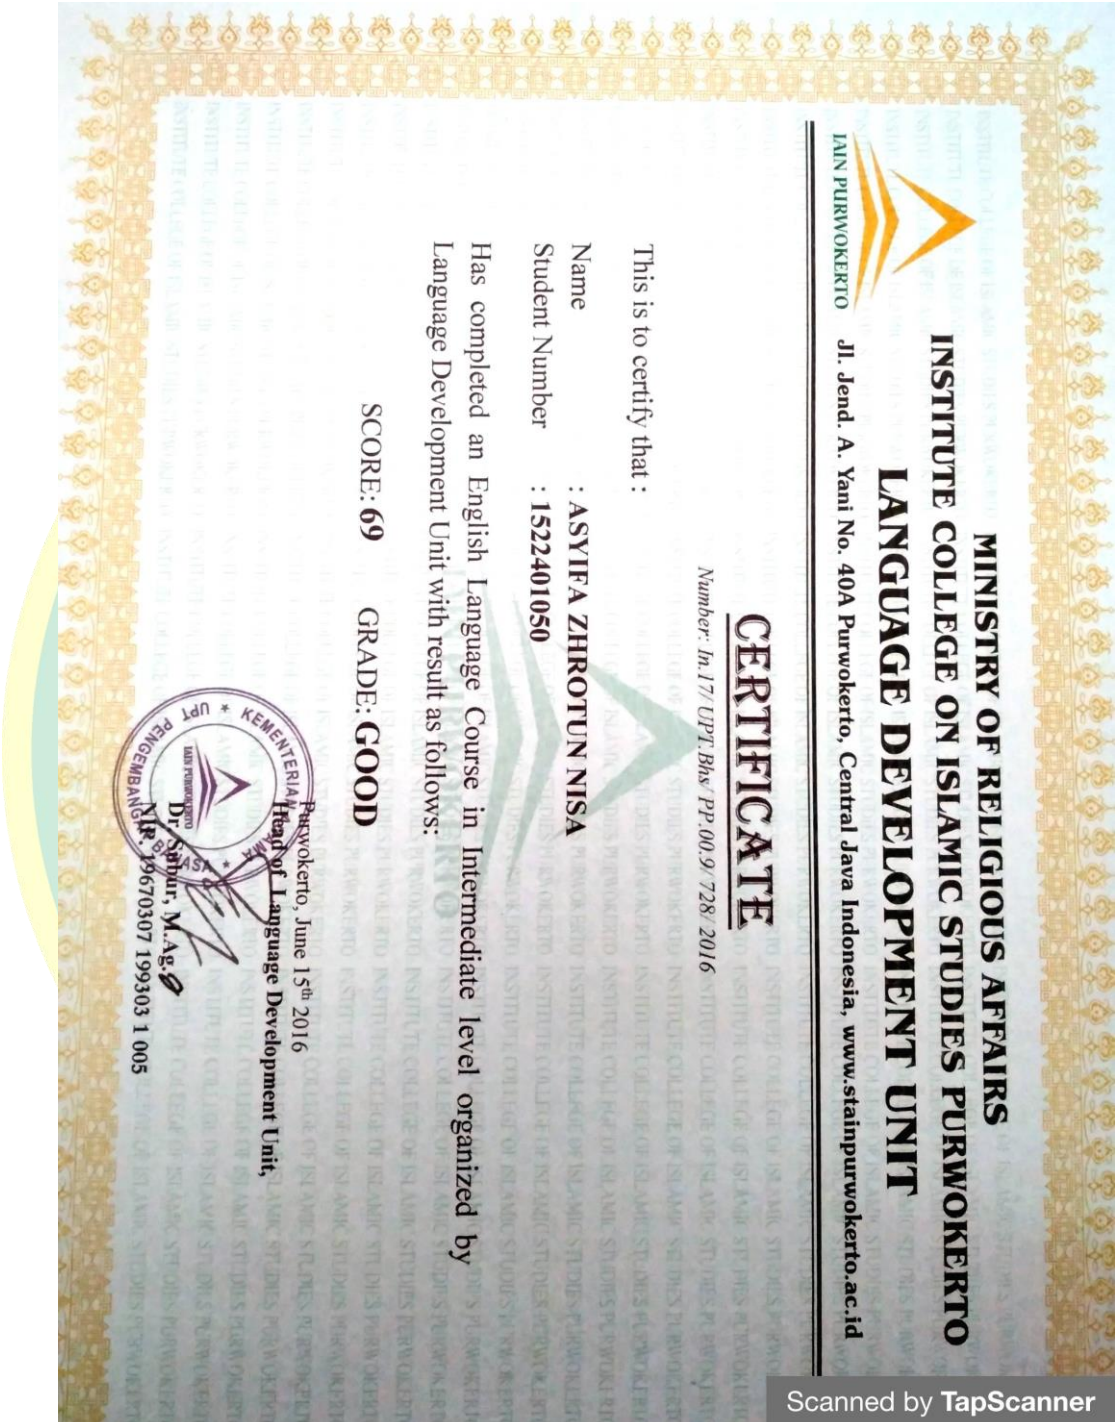 MINISTRY OF RELIGIOUS AFFAIRS
INSTITUTE COLLEGE ON ISLAMIC STUDIES PURWOKERTO
LANGUAGE DEVELOPMENT UNIT
IAIN PURWOKERTO
Jl. Jend. A. Yani No. 40A Purwokerto, Central Java Indonesia, www.stainpurwokerto.ac.id
CERTIFICATE
Number: In.17/ UPT.Bhs/ PP.00.9/ 728/ 2016
This is to certify that :
Name : ASYIFA ZHROTUN NISA
Student Number : 1522401050
Has completed an English Language Course in Intermediate level organized by
Language Development Unit with result as follows:
SCORE: 69 GRADE: GOOD
Purwokerto, June 15th 2016
Head of Language Development Unit,
KEMENTERIAN AGAMA
UPT PENGEMBANGAN BAHASA
IAIN PURWOKERTO
Dr. Subur, M.Ag.
NIP. 19670307 199303 1 005
Scanned by TapScanner